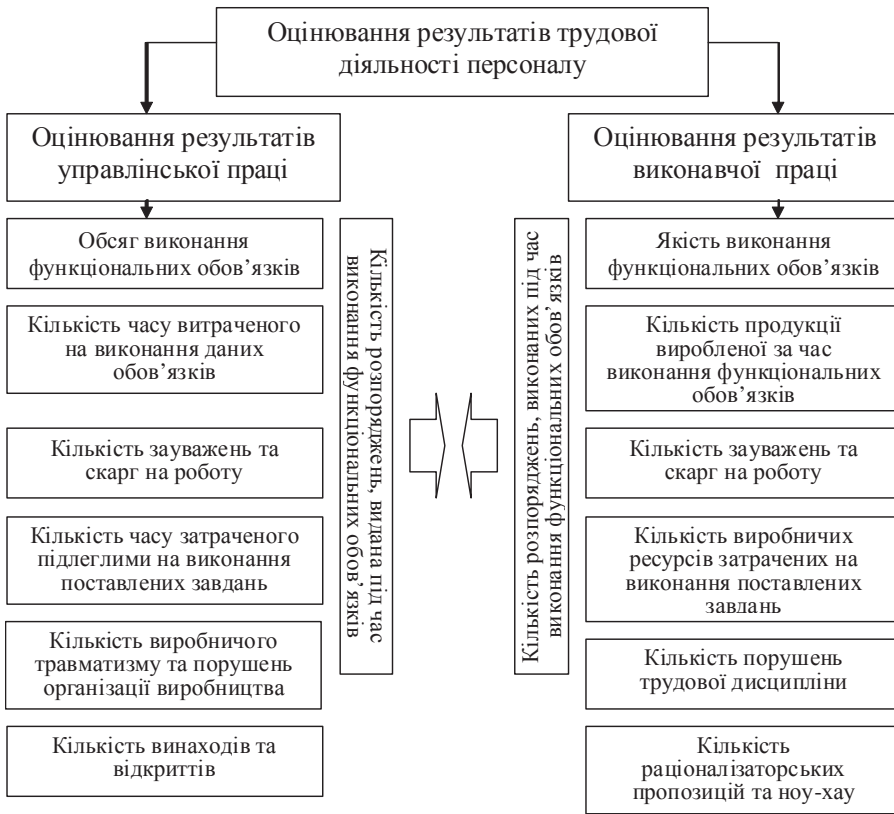 Оцінювання результатів трудової
діяльності персоналу
Оцінювання результатів
управлінської праці
Обсяг виконання
функціональних обов’язків
Кількість часу витраченого
на виконання даних
обов’язків
Кількість зауважень та
скарг на роботу
Кількість часу затраченого
підлеглими на виконання
поставлених завдань
Кількість виробничого
травматизму та порушень
організації виробництва
Кількість винаходів та
відкриттів
Кількість розпоряджень, видана під час
виконання функціональних обов’язків
Кількість розпоряджень, виконаних під час
виконання функціональних обов’язків
Оцінювання результатів
виконавчої праці
Якість виконання
функціональних обов’язків
Кількість продукції
виробленої за час
виконання функціональних
обов’язків
Кількість зауважень та
скарг на роботу
Кількість виробничих
ресурсів затрачених на
виконання поставлених
завдань
Кількість порушень
трудової дисципліни
Кількість
раціоналізаторських
пропозицій та ноу-хау